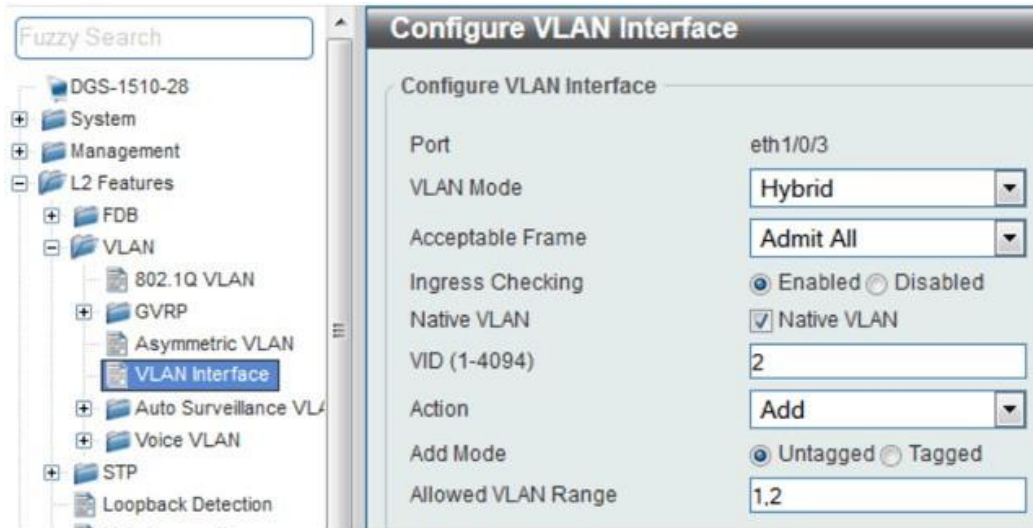 Fuzzy Search
DGS-1510-28
System
Management
L2 Features
FDB
VLAN
802.1Q VLAN
GVRP
Asymmetric VLAN
VLAN Interface
Auto Surveillance VLA
Voice VLAN
STP
Loopback Detection
Configure VLAN Interface
Configure VLAN Interface
Port eth1/0/3
VLAN Mode Hybrid
Acceptable Frame Admit All
Ingress Checking Enabled Disabled
Native VLAN Native VLAN
VID (1-4094) 2
Action Add
Add Mode Untagged Tagged
Allowed VLAN Range 1,2